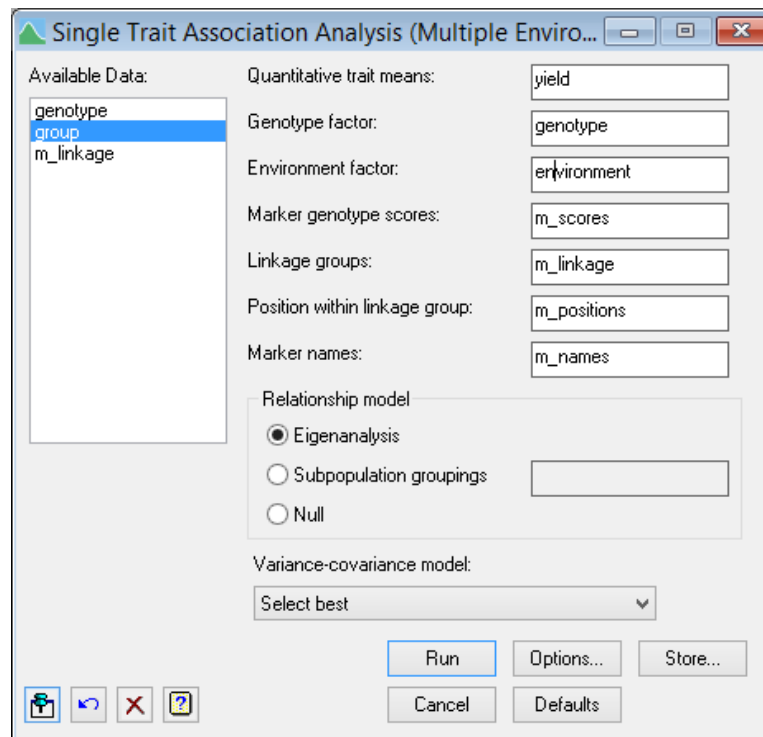 Single Trait Association Analysis (Multiple Enviro...
Available Data:
genotype
group
m_linkage
Quantitative trait means: yield
Genotype factor: genotype
Environment factor: environment
Marker genotype scores: m_scores
Linkage groups: m_linkage
Position within linkage group: m_positions
Marker names: m_names
Relationship model
Eigenanalysis
Subpopulation groupings
Null
Variance-covariance model:
Select best
Run Options... Store...
Cancel Defaults